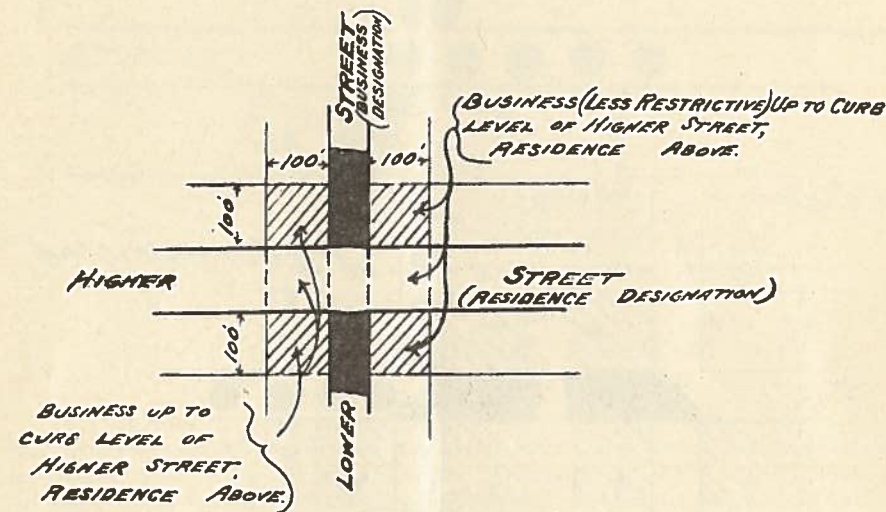 STREET
BUSINESS
(DESIGNATION)
BUSINESS (LESS RESTRICTIVE) UP TO CURB
LEVEL OF HIGHER STREET,
RESIDENCE ABOVE.
100'
100'
100'
HIGHER
STREET
(RESIDENCE DESIGNATION)
100'
BUSINESS UP TO
CURB LEVEL OF
HIGHER STREET,
RESIDENCE ABOVE.
LOWER